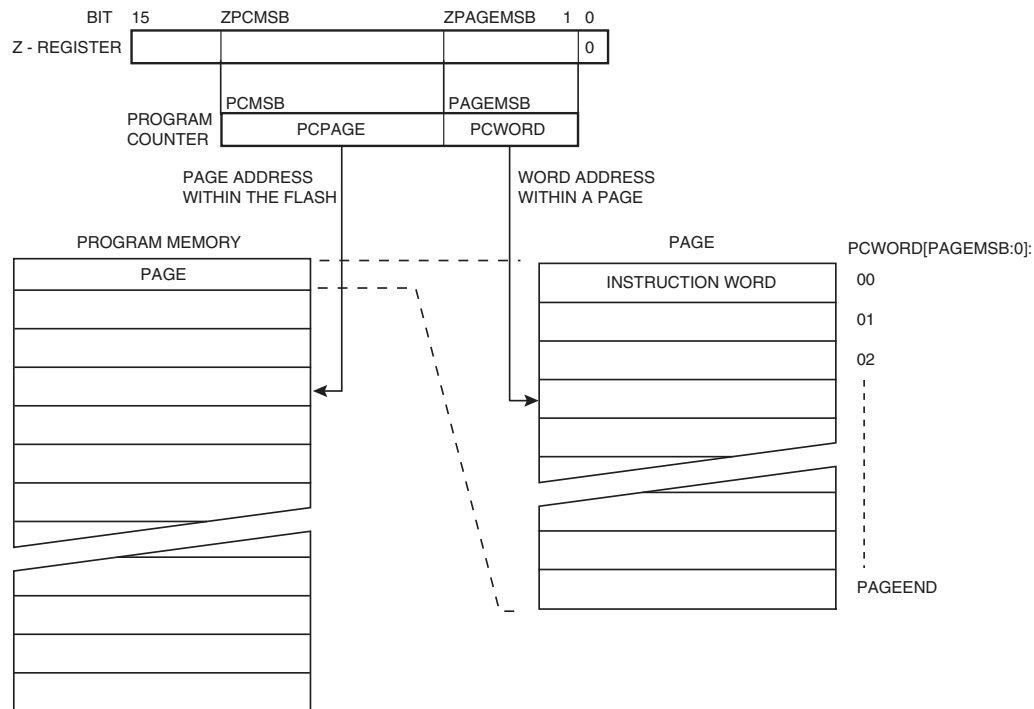 BIT 15 ZPCMSB ZPAGEMSB 1 0
Z - REGISTER 0
PCMSB PAGEMSB
PROGRAM
COUNTER
PCPAGE PCWORD
PAGE ADDRESS
WITHIN THE FLASH
WORD ADDRESS
WITHIN A PAGE
PROGRAM MEMORY
PAGE
PAGE
PCWORD[PAGEMSB:0]:
INSTRUCTION WORD
00
01
02
PAGEEND